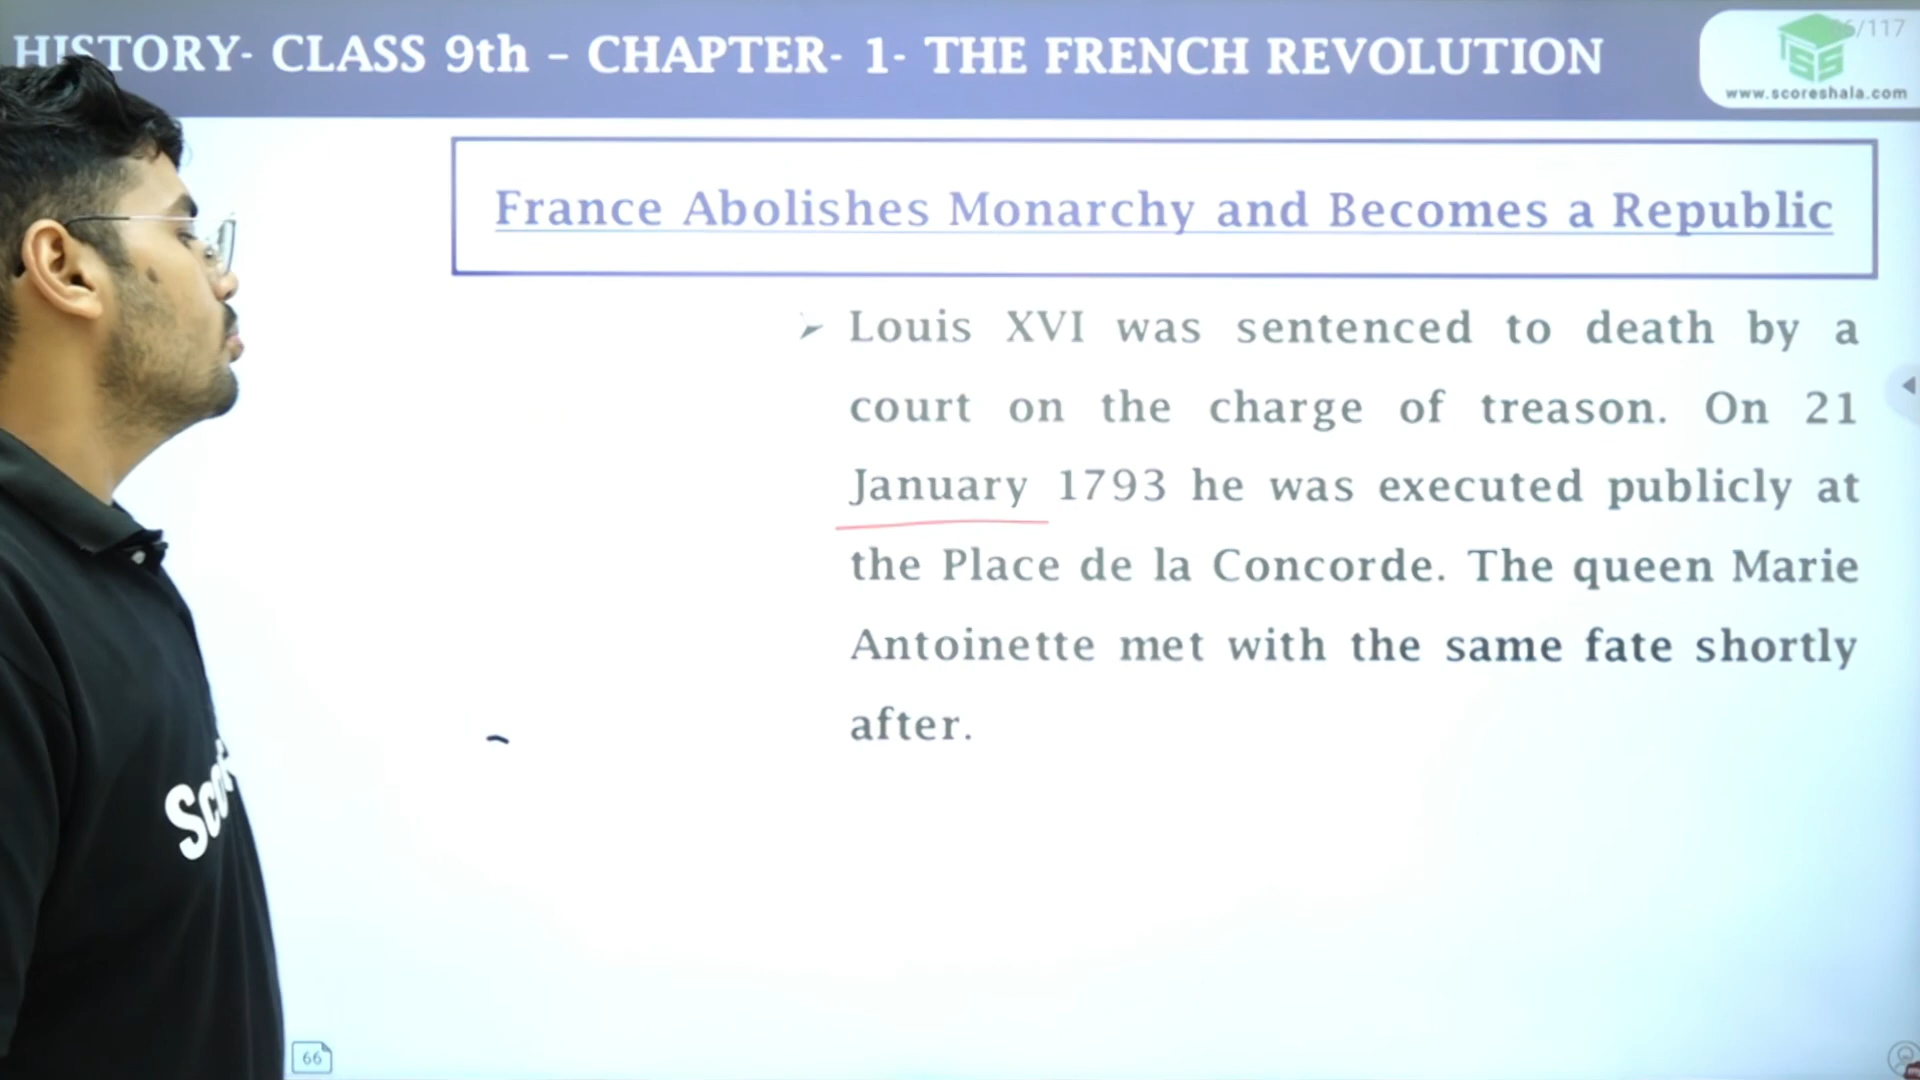 HISTORY- CLASS 9th – CHAPTER- 1- THE FRENCH REVOLUTION
/117
www.scoreshala.com
France Abolishes Monarchy and Becomes a Republic
➢ Louis XVI was sentenced to death by a
court on the charge of treason. On 21
January 1793 he was executed publicly at
the Place de la Concorde. The queen Marie
Antoinette met with the same fate shortly
after.
66